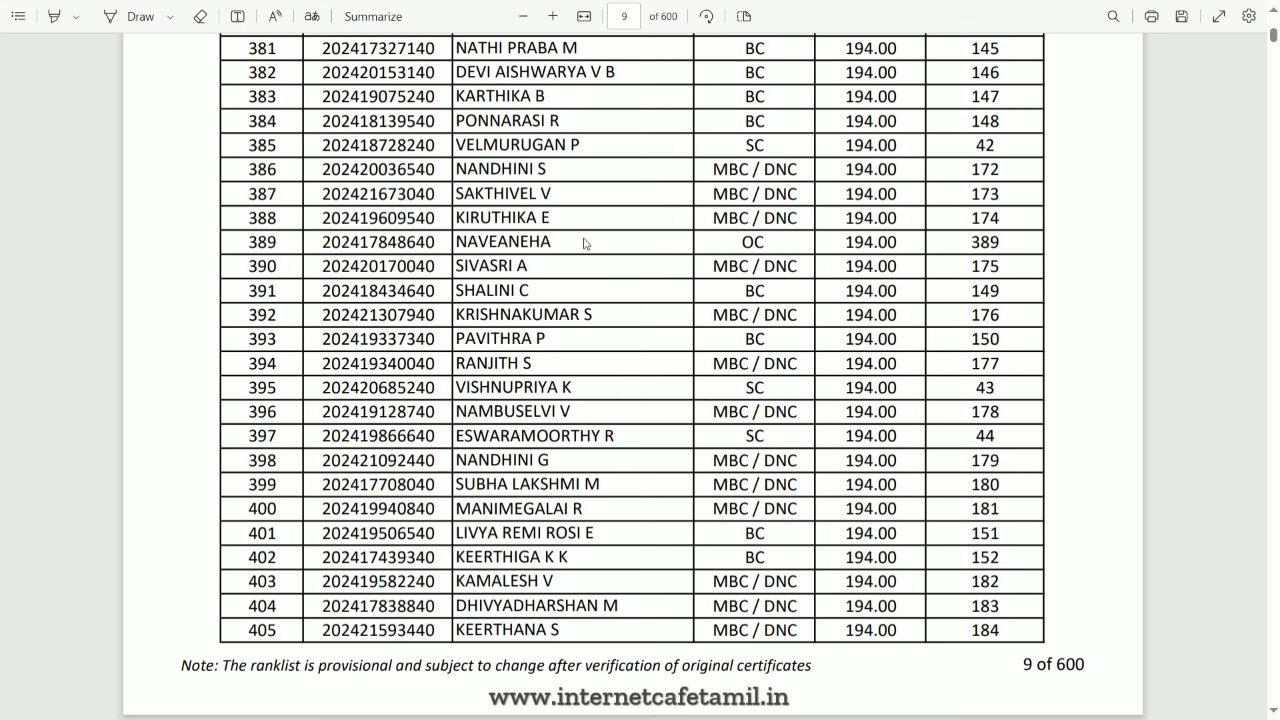 Draw
Summarize
9 of 600
381 202417327140 NATHI PRABA M BC 194.00 145
382 202420153140 DEVI AISHWARYA V B BC 194.00 146
383 202419075240 KARTHIKA B BC 194.00 147
384 202418139540 PONNARASI R BC 194.00 148
385 202418728240 VELMURUGAN P SC 194.00 42
386 202420036540 NANDHINI S MBC / DNC 194.00 172
387 202421673040 SAKTHIVEL V MBC / DNC 194.00 173
388 202419609540 KIRUTHIKA E MBC / DNC 194.00 174
389 202417848640 NAVEANEHA OC 194.00 389
390 202420170040 SIVASRI A MBC / DNC 194.00 175
391 202418434640 SHALINI C BC 194.00 149
392 202421307940 KRISHNAKUMAR S MBC / DNC 194.00 176
393 202419337340 PAVITHRA P BC 194.00 150
394 202419340040 RANJITH S MBC / DNC 194.00 177
395 202420685240 VISHNUPRIYA K SC 194.00 43
396 202419128740 NAMBUSELVI V MBC / DNC 194.00 178
397 202419866640 ESWARAMOORTHY R SC 194.00 44
398 202421092440 NANDHINI G MBC / DNC 194.00 179
399 202417708040 SUBHA LAKSHMI M MBC / DNC 194.00 180
400 202419940840 MANIMEGALAI R MBC / DNC 194.00 181
401 202419506540 LIVYA REMI ROSI E BC 194.00 151
402 202417439340 KEERTHIGA K K BC 194.00 152
403 202419582240 KAMALESH V MBC / DNC 194.00 182
404 202417838840 DHIVYADHARSHAN M MBC / DNC 194.00 183
405 202421593440 KEERTHANA S MBC / DNC 194.00 184
Note: The ranklist is provisional and subject to change after verification of original certificates 9 of 600
www.internetcafetamil.in